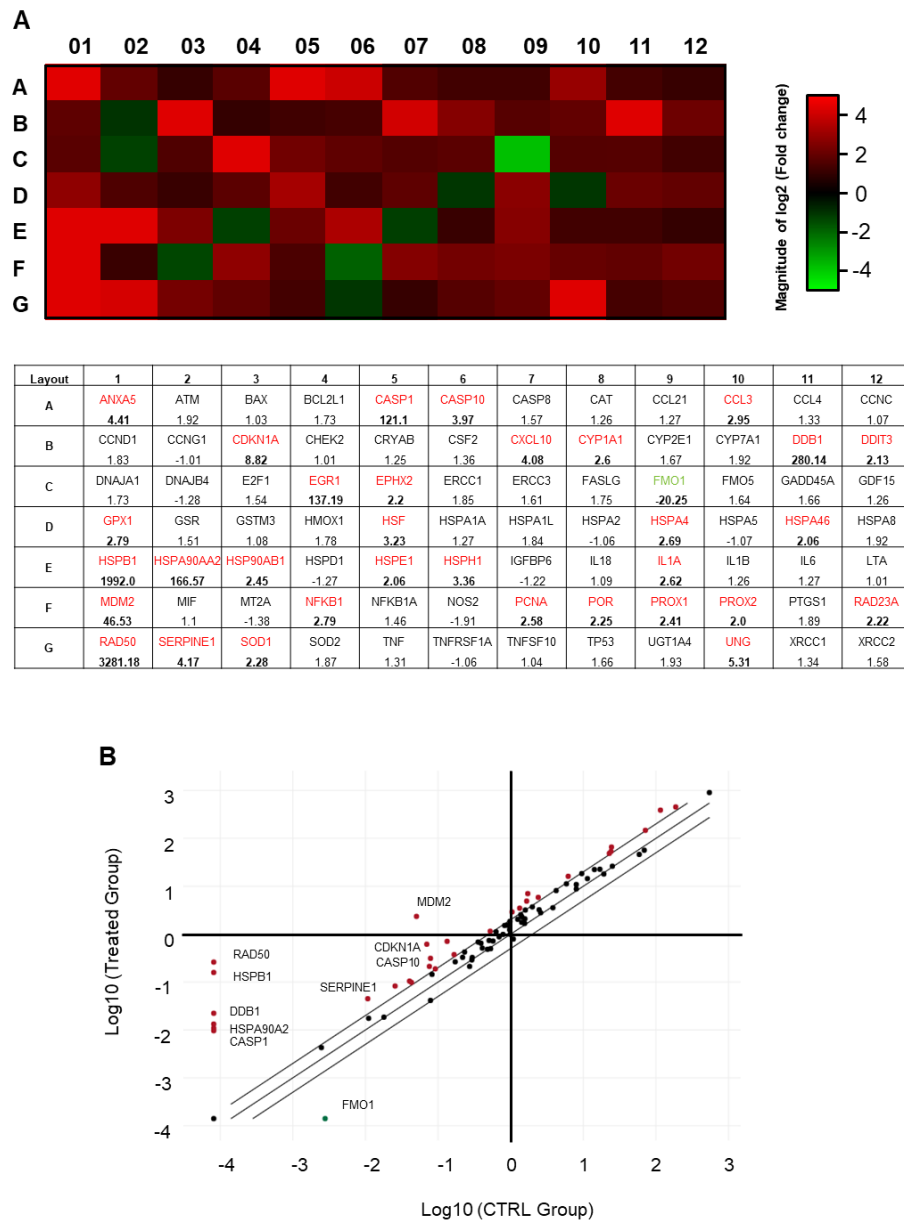 A
01 02 03 04 05 06 07 08 09 10 11 12
A
B
C
D
E
F
G
4
2
0
-2
-4
Magnitude of log2 (Fold change)
Layout 1 2 3 4 5 6 7 8 9 10 11 12
A ANXA5 ATM BAX BCL2L1 CASP1 CASP10 CASP8 CAT CCL21 CCL3 CCL4 CCNC
4.41 1.92 1.03 1.73 121.1 3.97 1.57 1.26 1.27 2.95 1.33 1.07
B CCND1 CCNG1 CDKN1A CHEK2 CRYAB CSF2 CXCL10 CYP1A1 CYP2E1 CYP7A1 DDB1 DDIT3
1.83 -1.01 8.82 1.01 1.25 1.36 4.08 2.6 1.67 1.92 280.14 2.13
C DNAJA1 DNAJB4 E2F1 EGR1 EPHX2 ERCC1 ERCC3 FASLG FMO1 FMO5 GADD45A GDF15
1.73 -1.28 1.54 137.19 2.2 1.81 1.61 1.75 -20.25 1.64 1.66 1.26
D GPX1 GSR GSTM3 HMOX1 HSF HSPA1A HSPA1L HSPA2 HSPA4 HSPA5 HSPA46 HSPA8
2.79 1.51 1.08 1.78 3.23 1.27 1.84 -1.06 2.69 -1.07 2.06 1.92
E HSPB1 HSPA90AA2 HSP90AB1 HSPD1 HSPE1 HSPH1 IGFBP6 IL18 IL1A IL1B IL6 LTA
1992.0 166.57 2.45 -1.27 2.06 3.36 -1.22 1.09 2.62 1.26 1.27 1.01
F MDM2 MIF MT2A NFKB1 NFKB1A NOS2 PCNA POR PROX1 PROX2 PTGS1 RAD23A
46.53 1.1 -1.38 2.79 1.46 -1.91 2.58 2.25 2.41 2.0 1.89 2.22
G RAD50 SERPINE1 SOD1 SOD2 TNF TNFRSF1A TNFSF10 TP53 UGT1A4 UNG XRCC1 XRCC2
3281.18 4.17 2.28 1.87 1.31 -1.06 1.04 1.66 1.93 5.31 1.34 1.58
B
3
2
1
0
-1
-2
-3
-4
Log10 (Treated Group)
MDM2
RAD50
HSPB1
CDKN1A
CASP10
SERPINE1
DDB1
HSPA90A2
CASP1
FMO1
-4 -3 -2 -1 0 1 2 3
Log10 (CTRL Group)